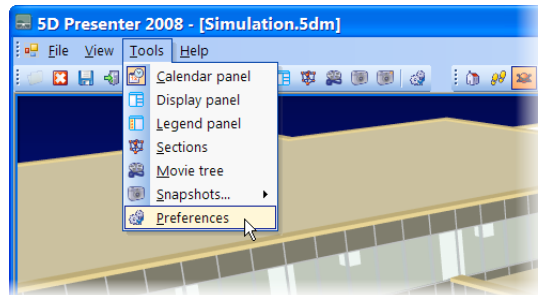 5D Presenter 2008 - [Simulation.5dm]
File View Tools Help
Calendar panel
Display panel
Legend panel
Sections
Movie tree
Snapshots...
Preferences